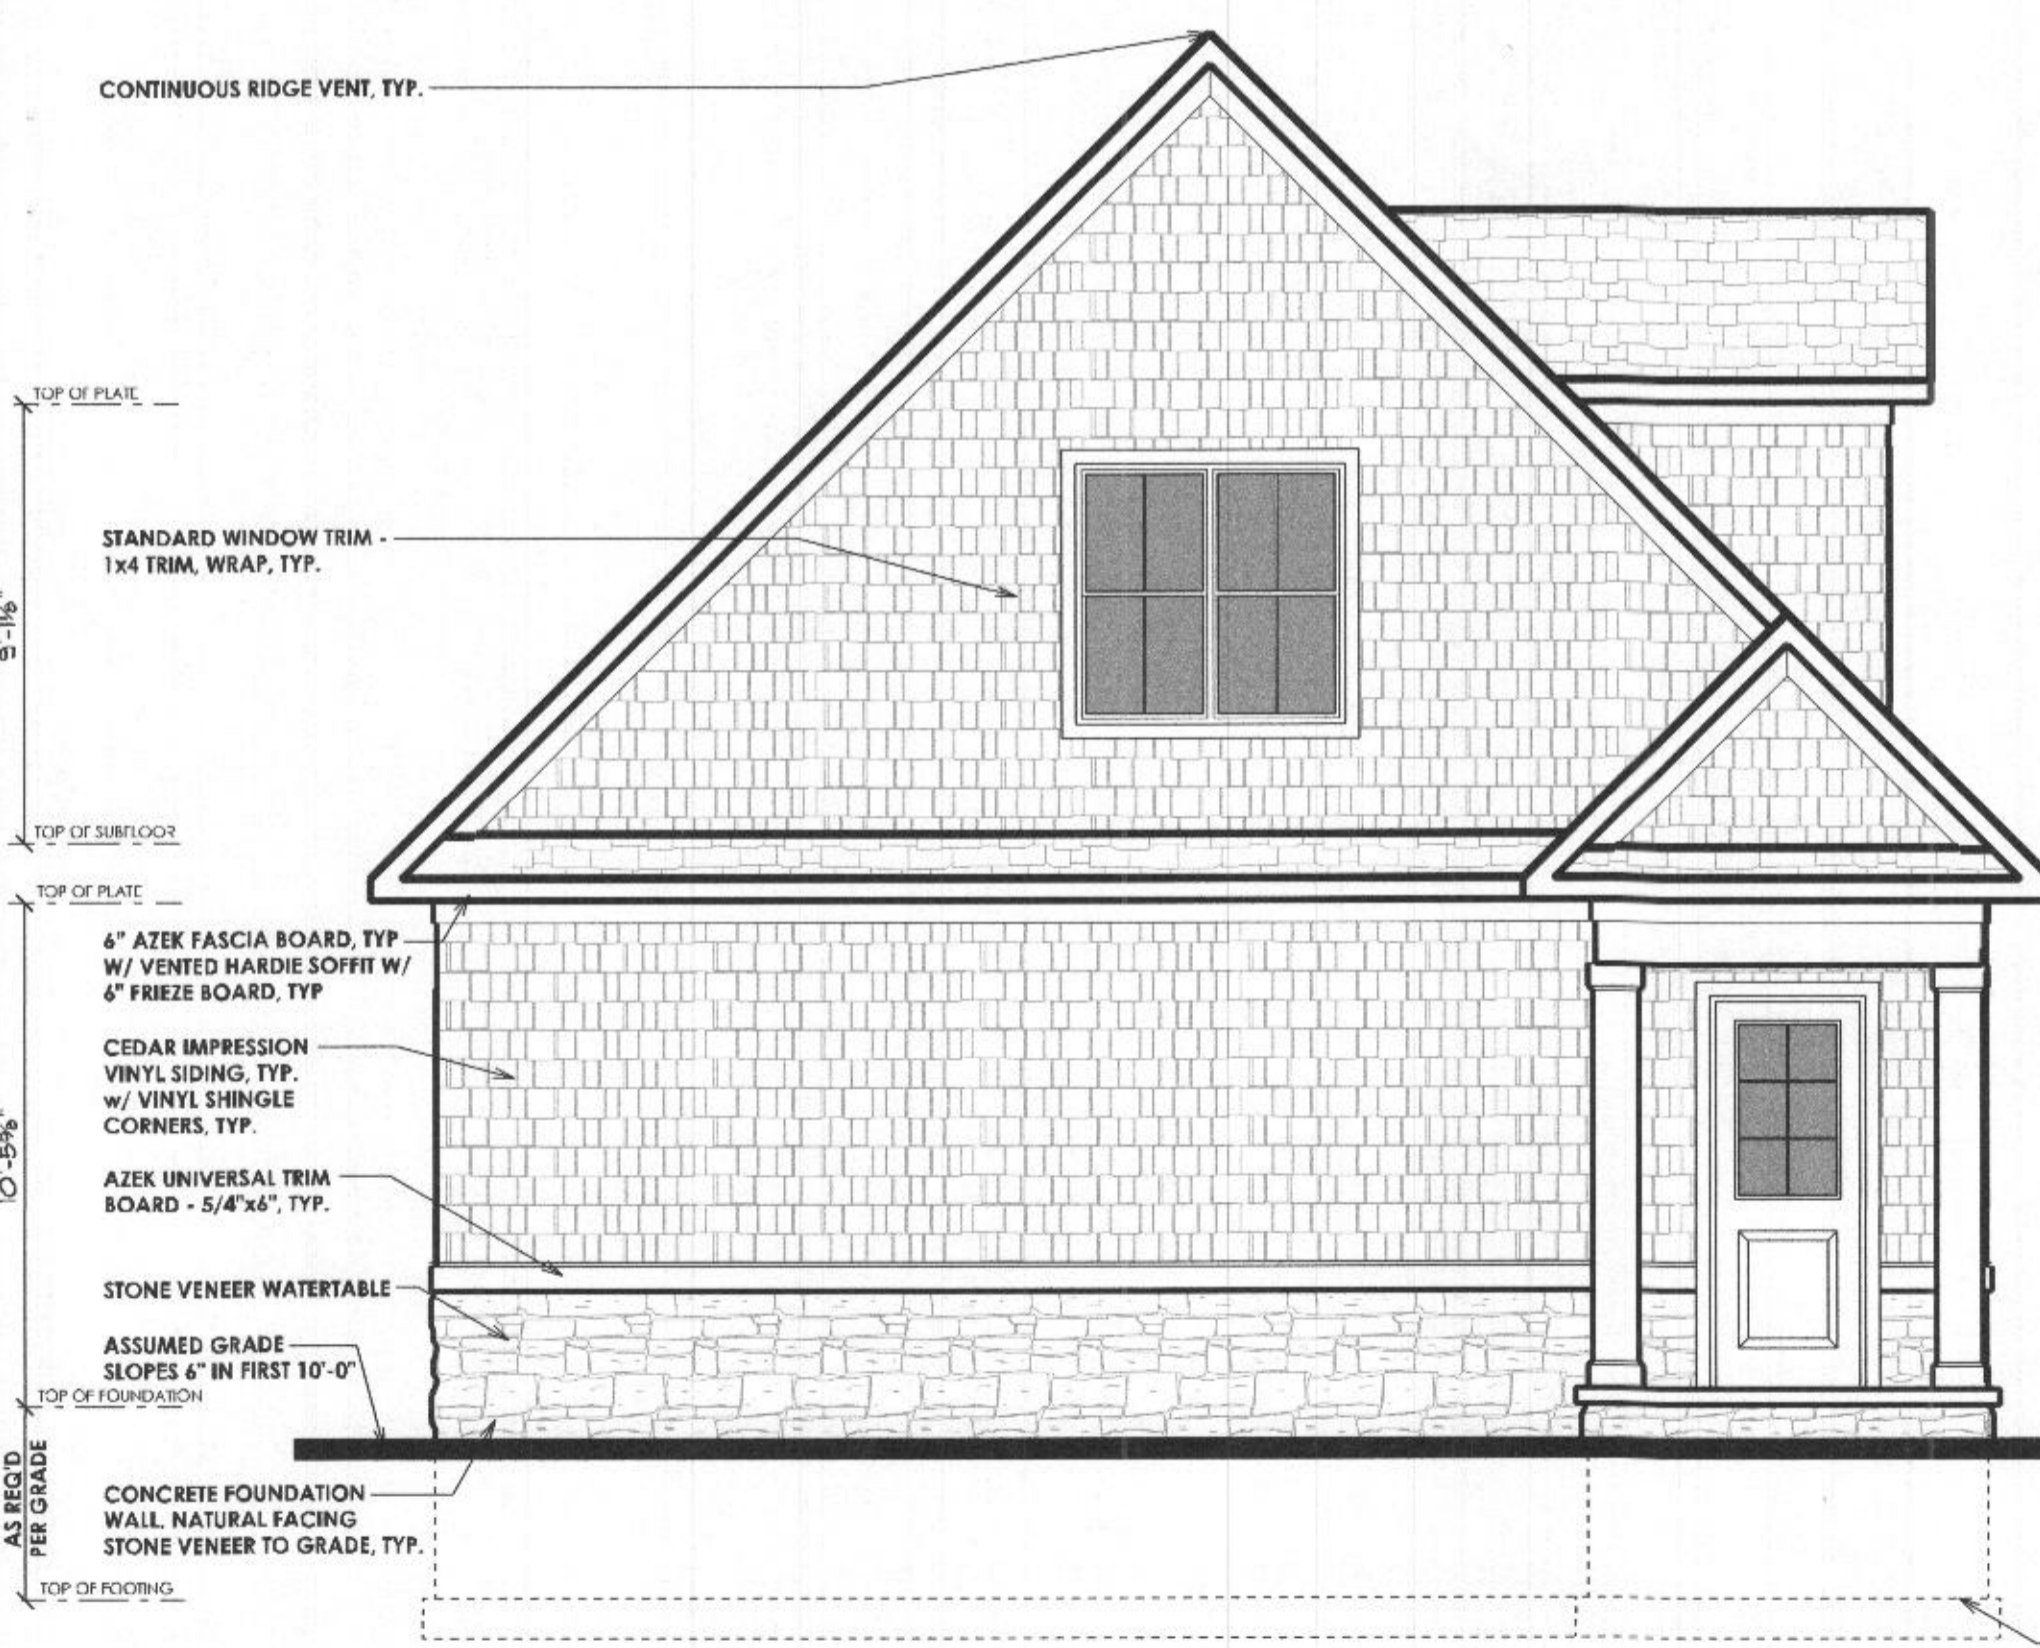 CONTINUOUS RIDGE VENT, TYP.
TOP OF PLATE
STANDARD WINDOW TRIM -
1x4 TRIM, WRAP, TYP.
9'-1⅛"
TOP OF SUBFLOOR
TOP OF PLATE
6" AZEK FASCIA BOARD, TYP
W/ VENTED HARDIE SOFFIT W/
6" FRIEZE BOARD, TYP
CEDAR IMPRESSION
VINYL SIDING, TYP.
w/ VINYL SHINGLE
CORNERS, TYP.
10'-5⅜"
AZEK UNIVERSAL TRIM
BOARD - 5/4"x6", TYP.
STONE VENEER WATERTABLE
ASSUMED GRADE
SLOPES 6" IN FIRST 10'-0"
TOP OF FOUNDATION
AS REQ'D
PER GRADE
CONCRETE FOUNDATION
WALL. NATURAL FACING
STONE VENEER TO GRADE, TYP.
TOP OF FOOTING